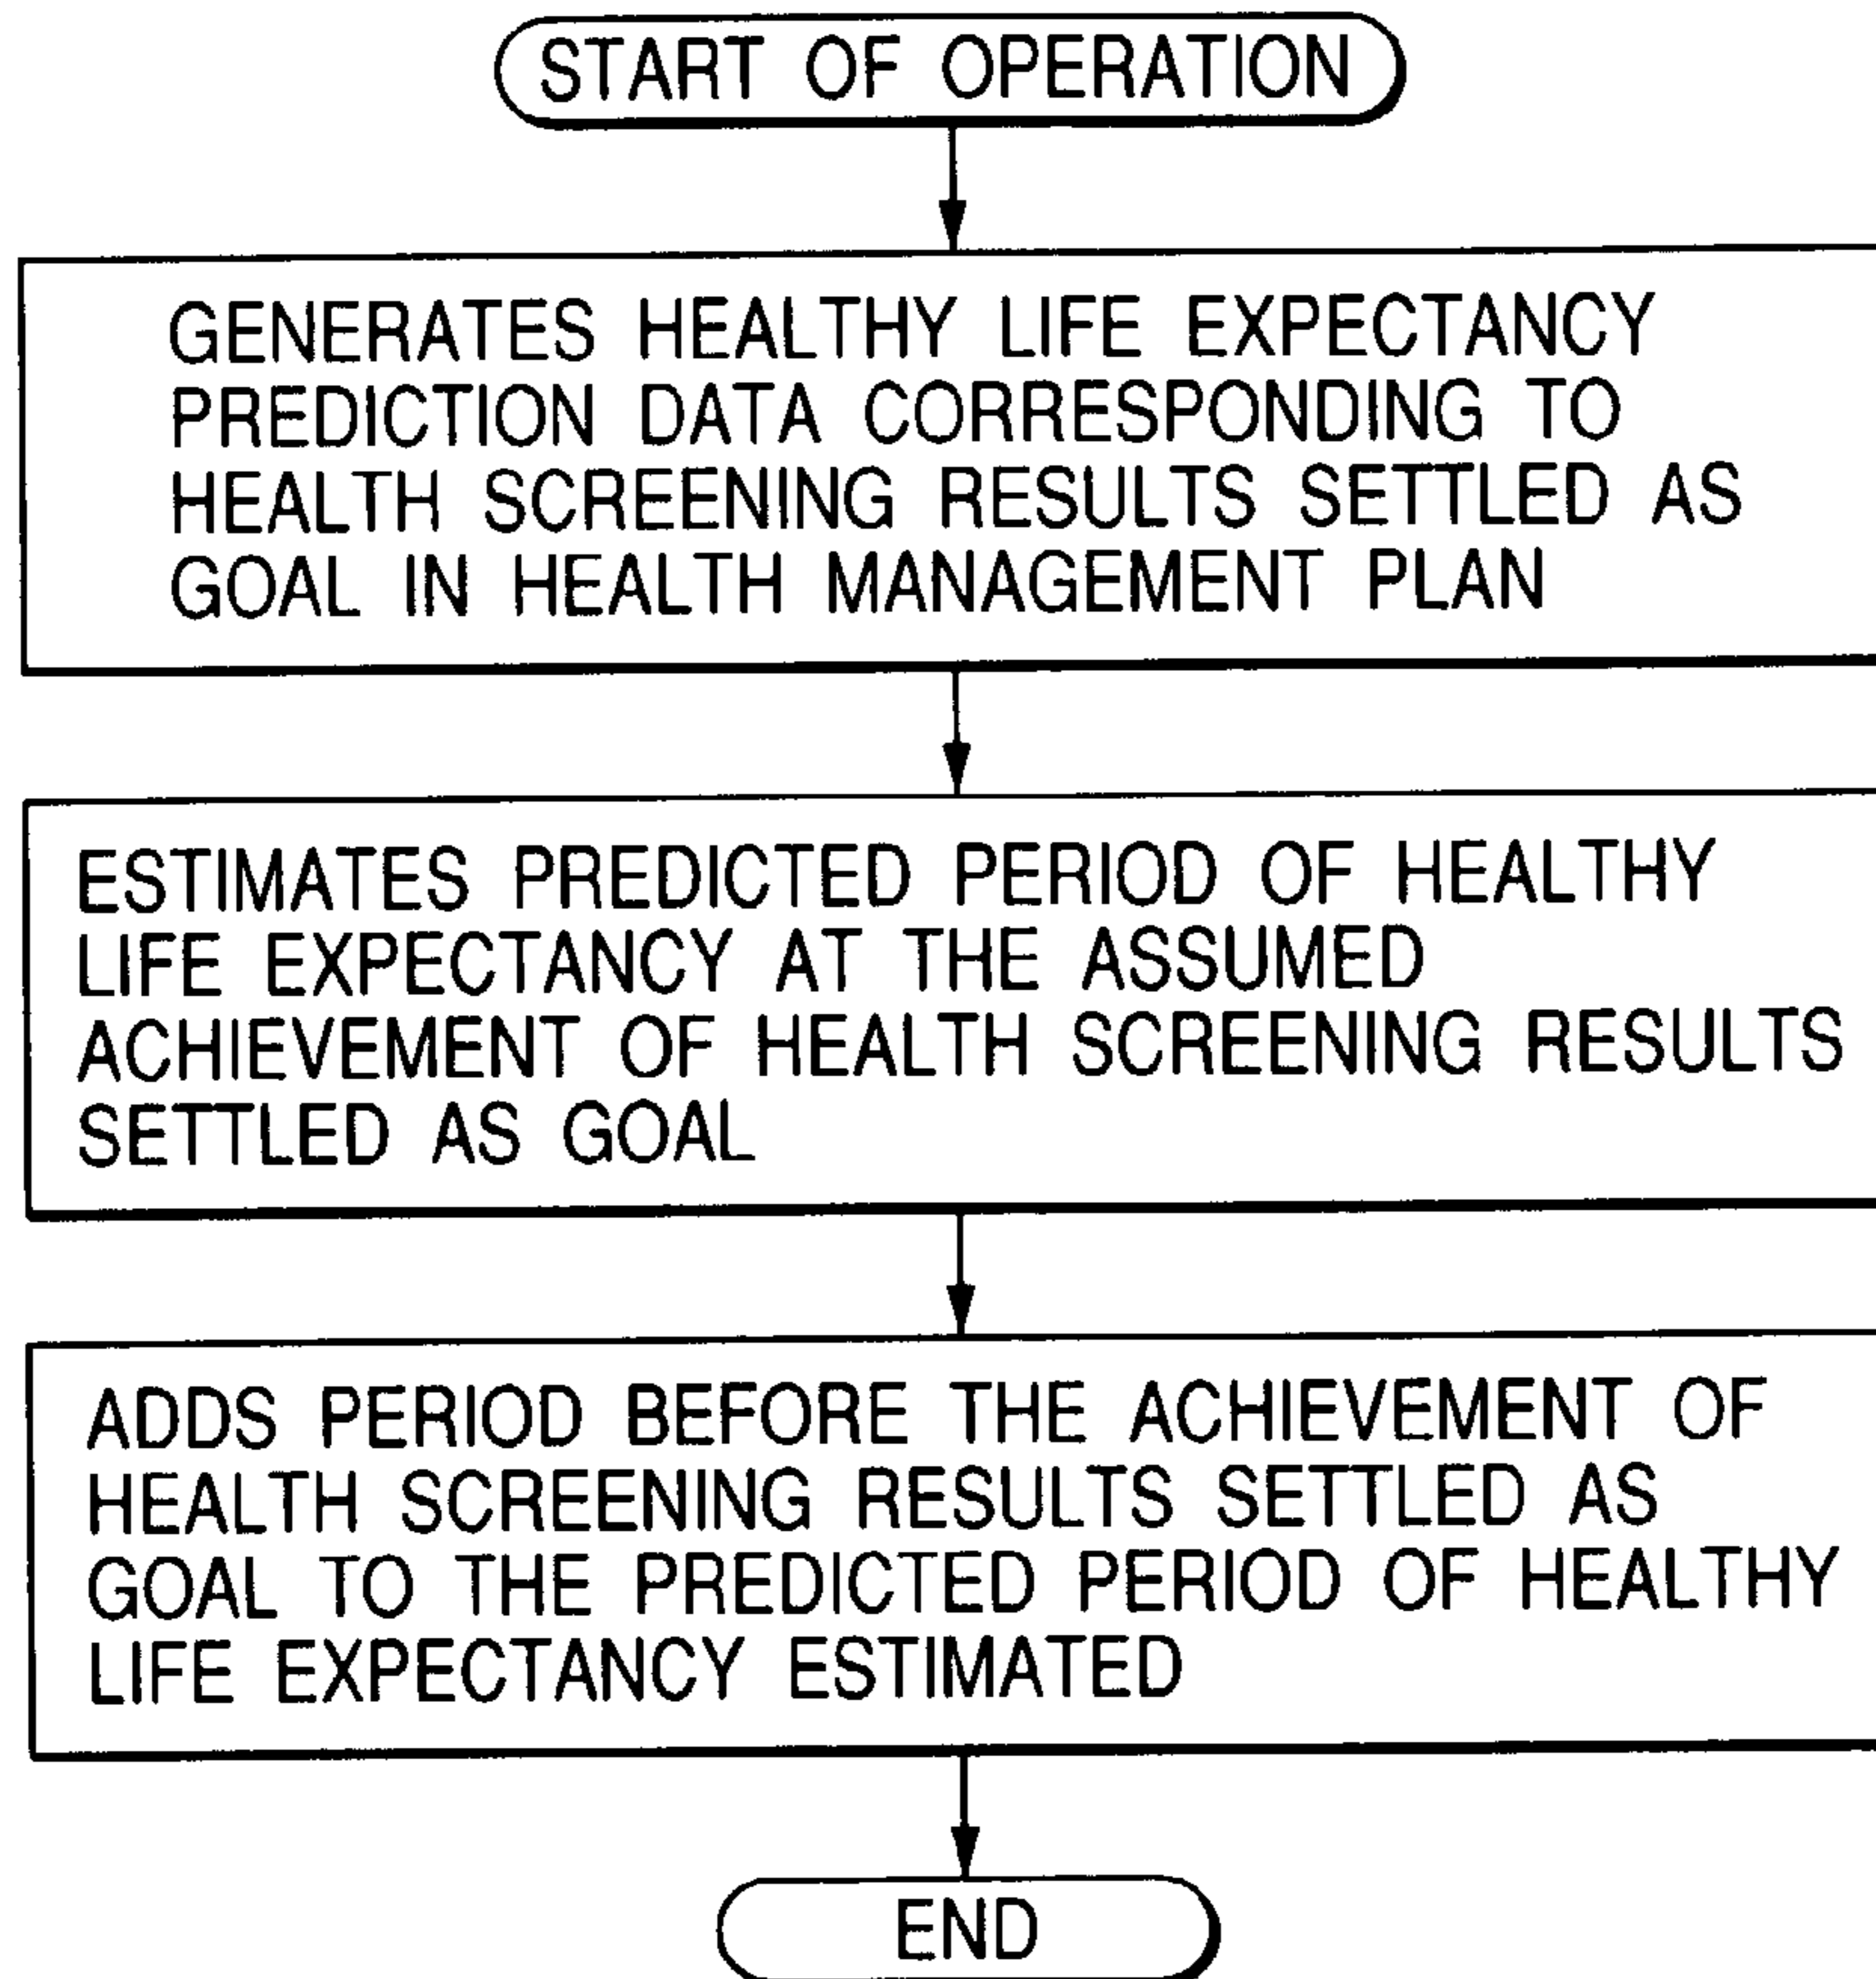 START OF OPERATION
GENERATES HEALTHY LIFE EXPECTANCY
PREDICTION DATA CORRESPONDING TO
HEALTH SCREENING RESULTS SETTLED AS
GOAL IN HEALTH MANAGEMENT PLAN
ESTIMATES PREDICTED PERIOD OF HEALTHY
LIFE EXPECTANCY AT THE ASSUMED
ACHIEVEMENT OF HEALTH SCREENING RESULTS
SETTLED AS GOAL
ADDS PERIOD BEFORE THE ACHIEVEMENT OF
HEALTH SCREENING RESULTS SETTLED AS
GOAL TO THE PREDICTED PERIOD OF HEALTHY
LIFE EXPECTANCY ESTIMATED
END